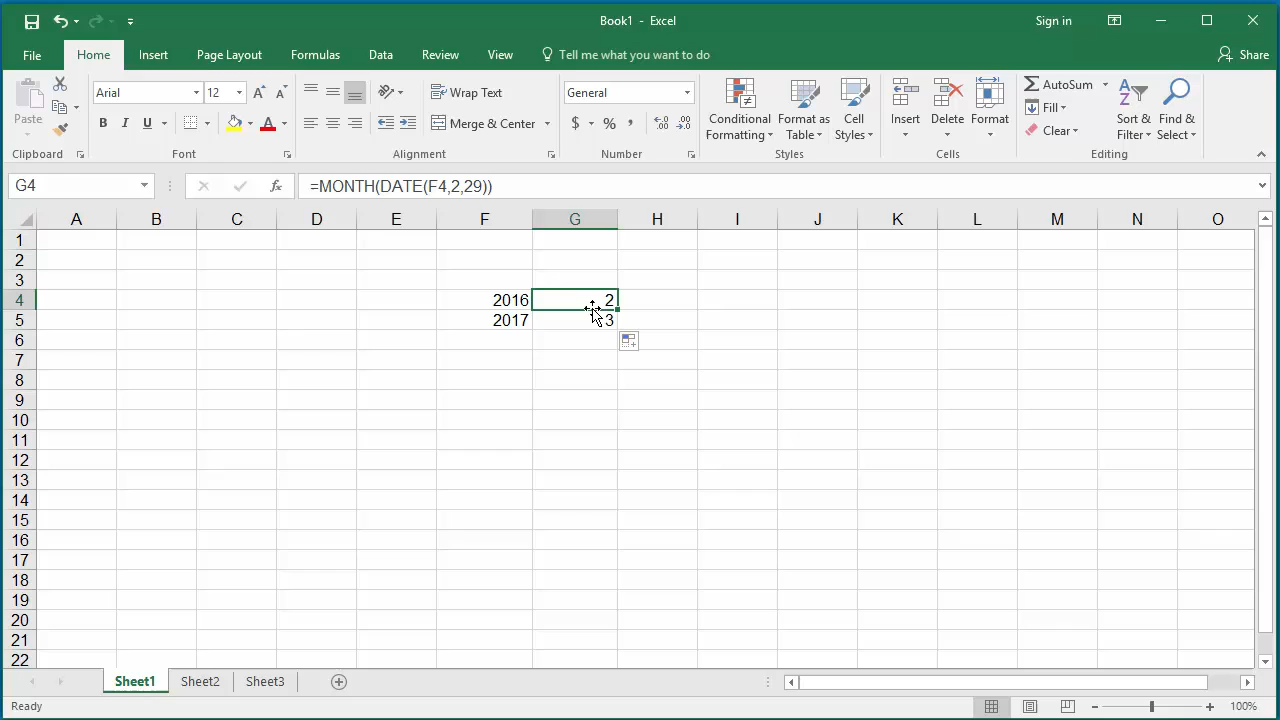 Book1 - Excel
Sign in
File Home Insert Page Layout Formulas Data Review View Tell me what you want to do Share
Paste
Arial 12
B I U
Wrap Text
Merge & Center
General
$ % ,
Conditional Formatting
Format as Table
Cell Styles
Insert
Delete
Format
AutoSum
Fill
Clear
Sort & Filter
Find & Select
Clipboard Font Alignment Number Styles Cells Editing
G4 fx =MONTH(DATE(F4,2,29))
A B C D E F G H I J K L M N O
1
2
3
4 2016 2
5 2017 3
6
7
8
9
10
11
12
13
14
15
16
17
18
19
20
21
22
Sheet1 Sheet2 Sheet3
Ready 100%